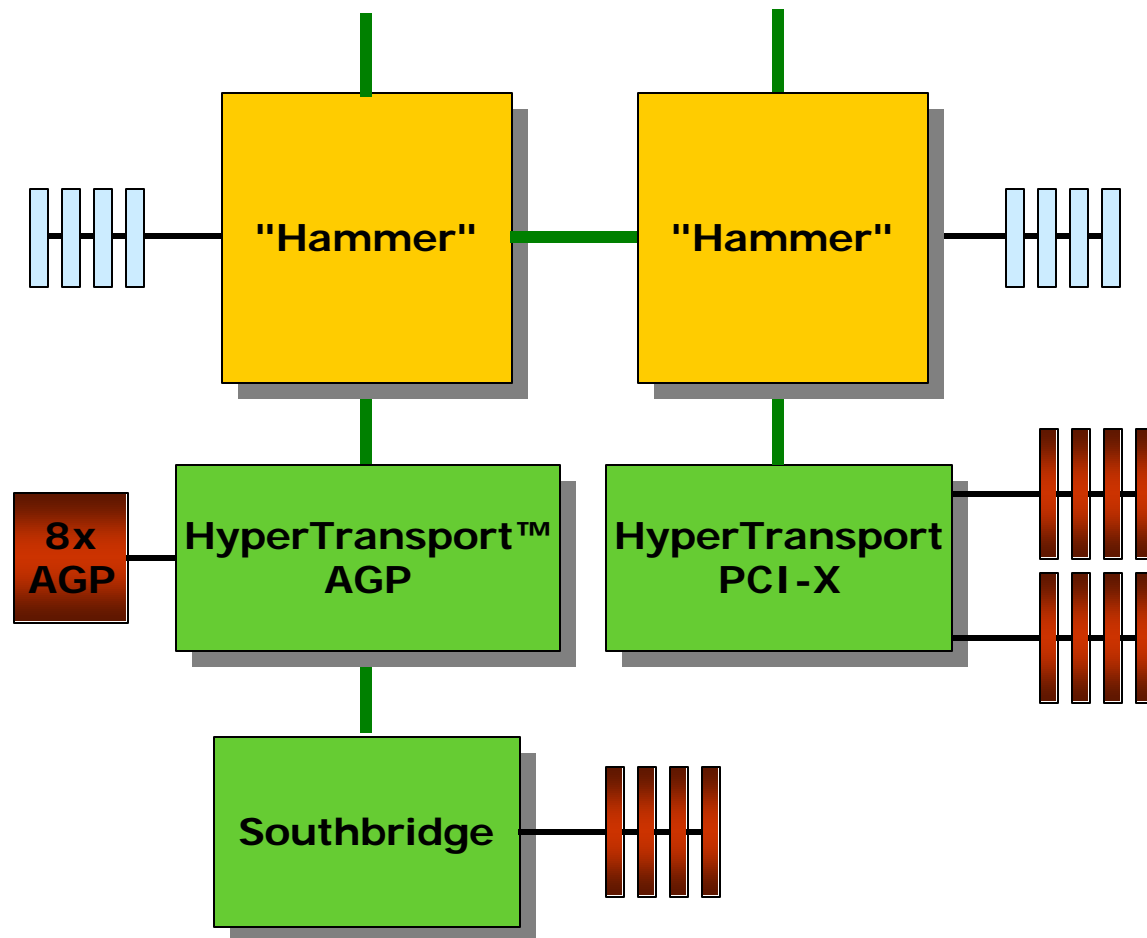 "Hammer"
"Hammer"
8x
AGP
HyperTransport™
AGP
HyperTransport
PCI-X
Southbridge